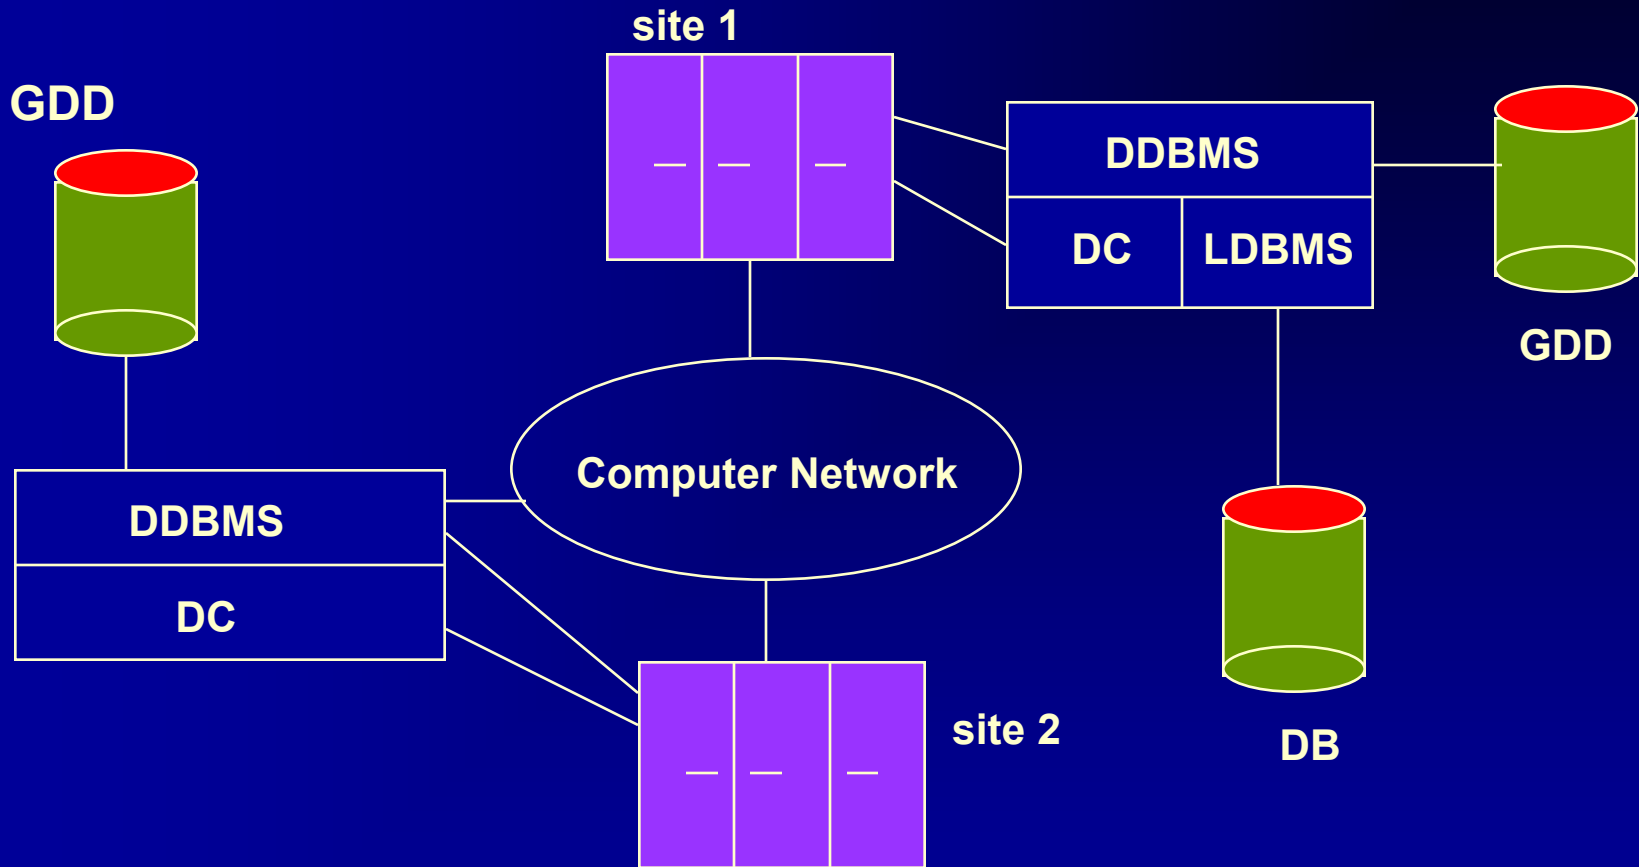 site 1
GDD
DDBMS
DC
LDBMS
GDD
Computer Network
DDBMS
DC
site 2
DB